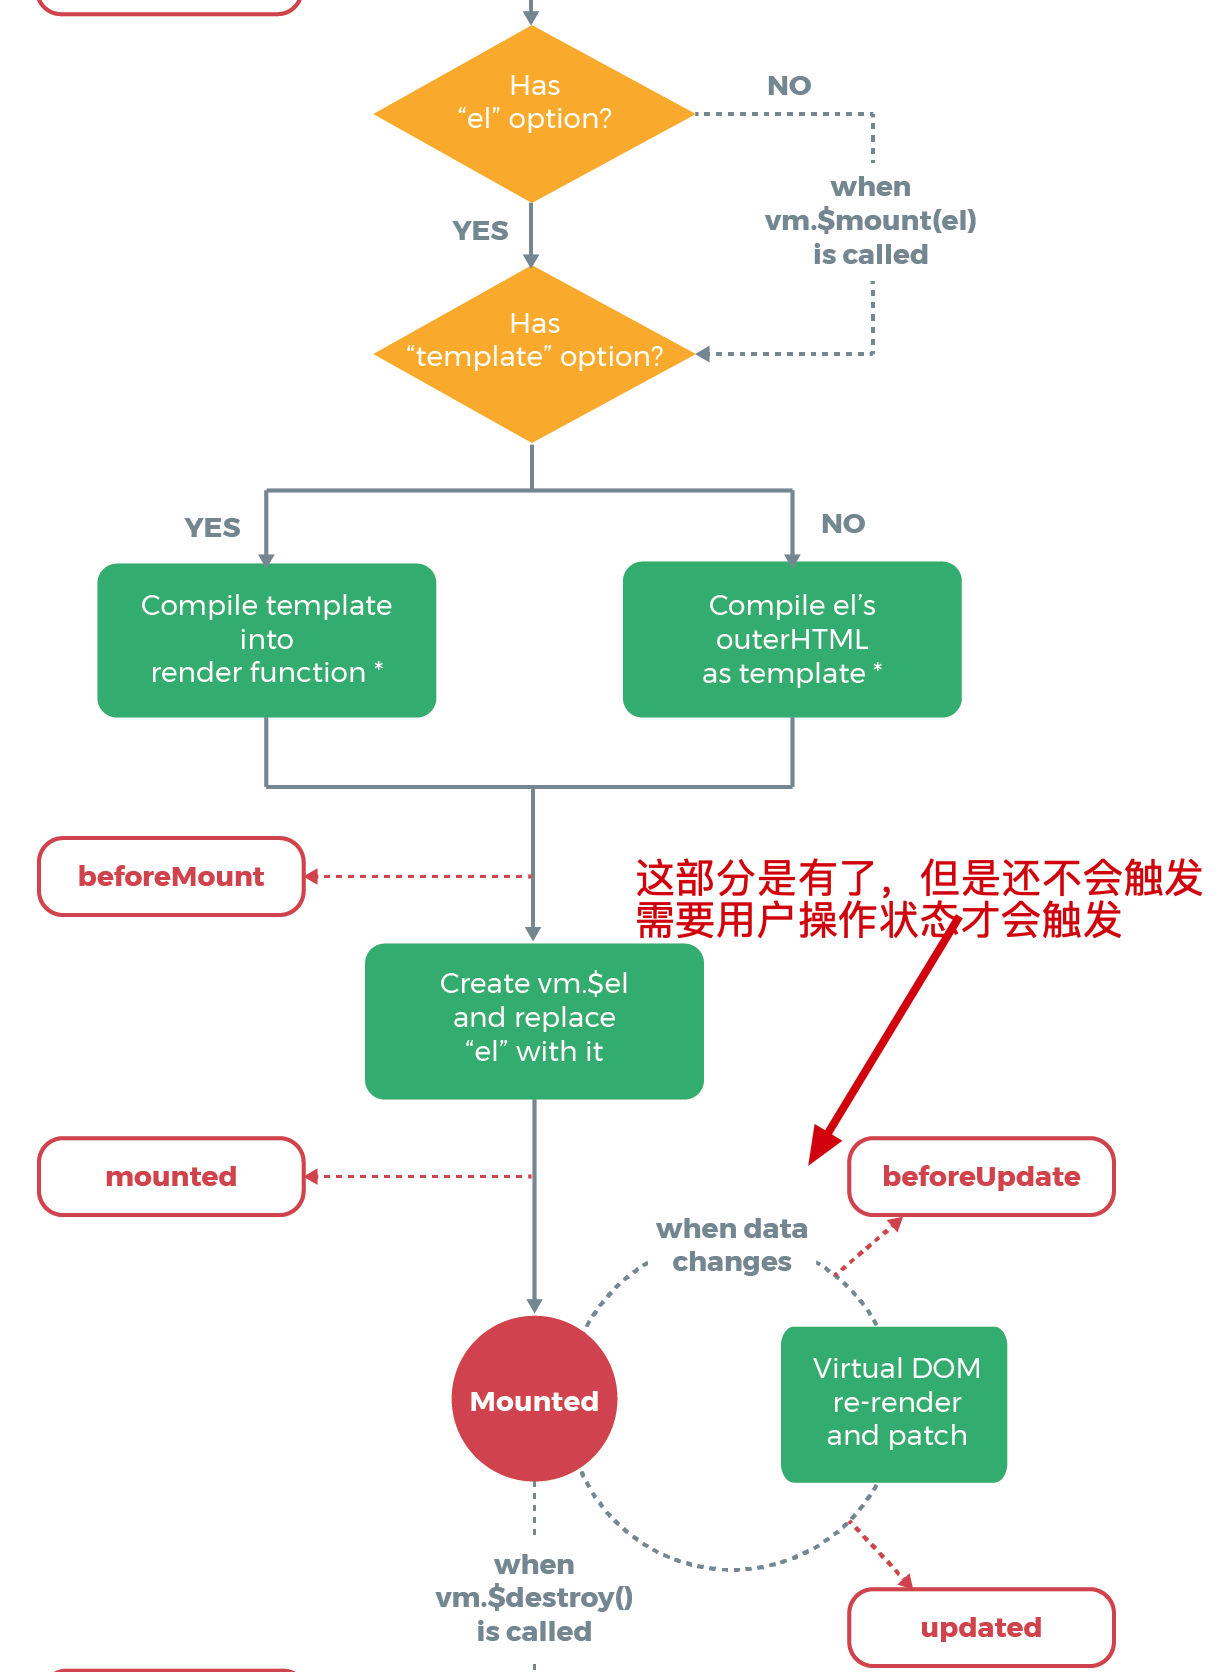 Has
“el” option?
NO
when
vm.$mount(el)
is called
YES
Has
“template” option?
YES
NO
Compile template
into
render function *
Compile el’s
outerHTML
as template *
beforeMount
这部分是有了，但是还不会触发
需要用户操作状态才会触发
Create vm.$el
and replace
“el” with it
mounted
beforeUpdate
when data
changes
Mounted
Virtual DOM
re-render
and patch
when
vm.$destroy()
is called
updated